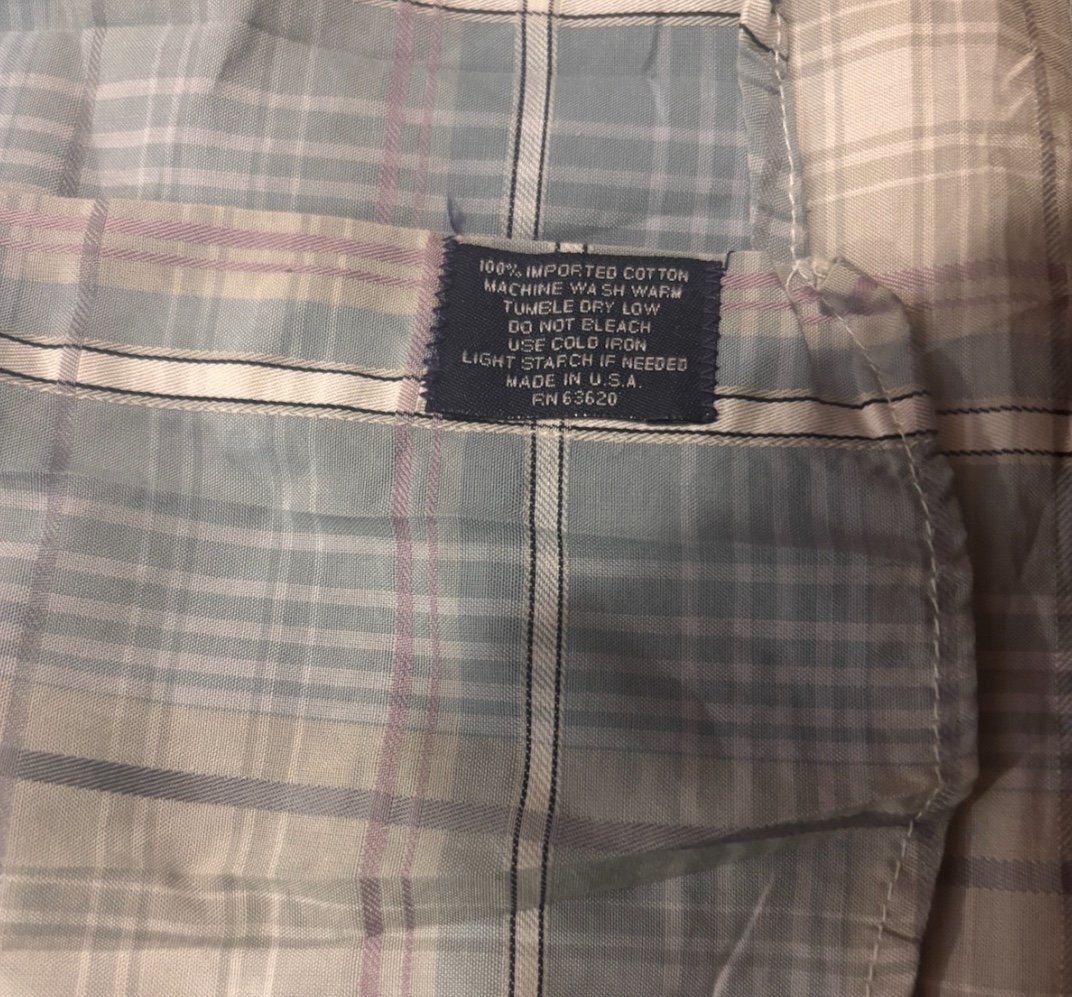 100% IMPORTED COTTON
MACHINE WASH WARM
TUMBLE DRY LOW
DO NOT BLEACH
USE COLD IRON
LIGHT STARCH IF NEEDED
MADE IN U.S.A.
RN 63620